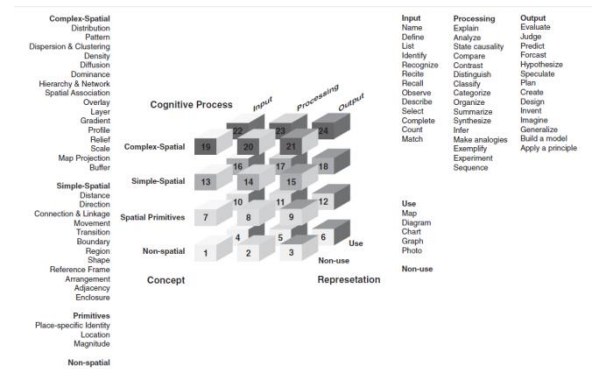 Complex-Spatial
Distribution
Pattern
Dispersion & Clustering
Density
Diffusion
Dominance
Hierarchy & Network
Spatial Association
Overlay
Layer
Gradient
Profile
Relief
Scale
Map Projection
Buffer
Simple-Spatial
Distance
Direction
Connection & Linkage
Movement
Transition
Boundary
Region
Shape
Reference Frame
Arrangement
Adjacency
Enclosure
Primitives
Place-specific Identity
Location
Magnitude
Non-spatial
Cognitive Process
Input
Processing
Output
22 23 24
Complex-Spatial 19 20 21
16 17 18
Simple-Spatial 13 14 15
10 11 12
Spatial Primitives 7 8 9
4 5 6 Use
Non-spatial 1 2 3 Non-use
Concept
Represetation
Input
Name
Define
List
Identify
Recognize
Recite
Recall
Observe
Describe
Select
Complete
Count
Match
Processing
Explain
Analyze
State causality
Compare
Contrast
Distinguish
Classify
Categorize
Organize
Summarize
Synthesize
Infer
Make analogies
Exemplify
Experiment
Sequence
Output
Evaluate
Judge
Predict
Forcast
Hypothesize
Speculate
Plan
Create
Design
Invent
Imagine
Generalize
Build a model
Apply a principle
Use
Map
Diagram
Chart
Graph
Photo
Non-use